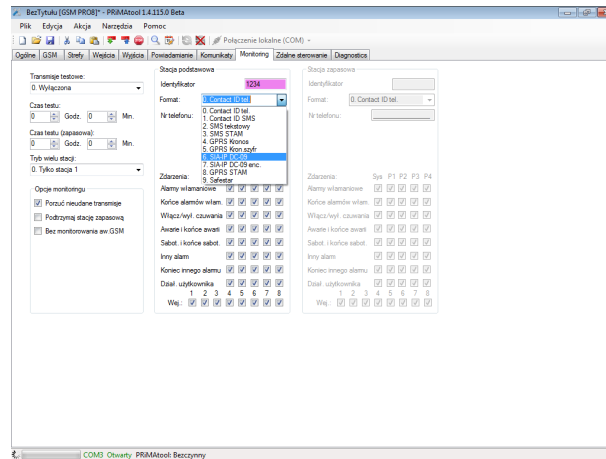 BezTytułu [GSM PRO8]* - PRiMAtool 1.4.115.0 Beta
Plik Edycja Akcja Narzędzia Pomoc
Połączenie lokalne (COM)
Ogólne GSM Strefy Wejścia Wyjścia Powiadamianie Komunikaty Monitoring Zdalne sterowanie Diagnostics
Transmisje testowe:
0. Wyłączona
Czas testu:
0 Godz. 0 Min.
Czas testu (zapasowa):
0 Godz. 0 Min.
Tryb wielu stacji:
0. Tylko stacja 1
Opcje monitoringu
Porzuć nieudane transmisje
Podtrzymaj stację zapasową
Bez monitorowania aw.GSM
Stacja podstawowa
Identyfikator 1234
Format: 0. Contact ID tel.
Nr telefonu:
0. Contact ID tel.
1. Contact ID SMS
2. SMS tekstowy
3. SMS STAM
4. GPRS Kronos
5. GPRS Kron.szyfr
6. SIA-IP DC-09
7. SIA-IP DC-09 enc.
8. GPRS STAM
9. Safestar
Zdarzenia:
Alarmy włamaniowe
Końce alarmów włam.
Włącz/wył. czuwania
Awarie i końce awarii
Sabot. i końce sabot.
Inny alarm
Koniec innego alarmu
Dział. użytkownika
1 2 3 4 5 6 7 8
Wej.:
Stacja zapasowa
Identyfikator
Format: 0. Contact ID tel.
Nr telefonu:
Zdarzenia: Sys P1 P2 P3 P4
Alarmy włamaniowe
Końce alarmów włam.
Włącz/wył. czuwania
Awarie i końce awarii
Sabot. i końce sabot.
Inny alarm
Koniec innego alarmu
Dział. użytkownika
1 2 3 4 5 6 7 8
Wej.:
COM3 Otwarty PRiMAtool: Bezczynny